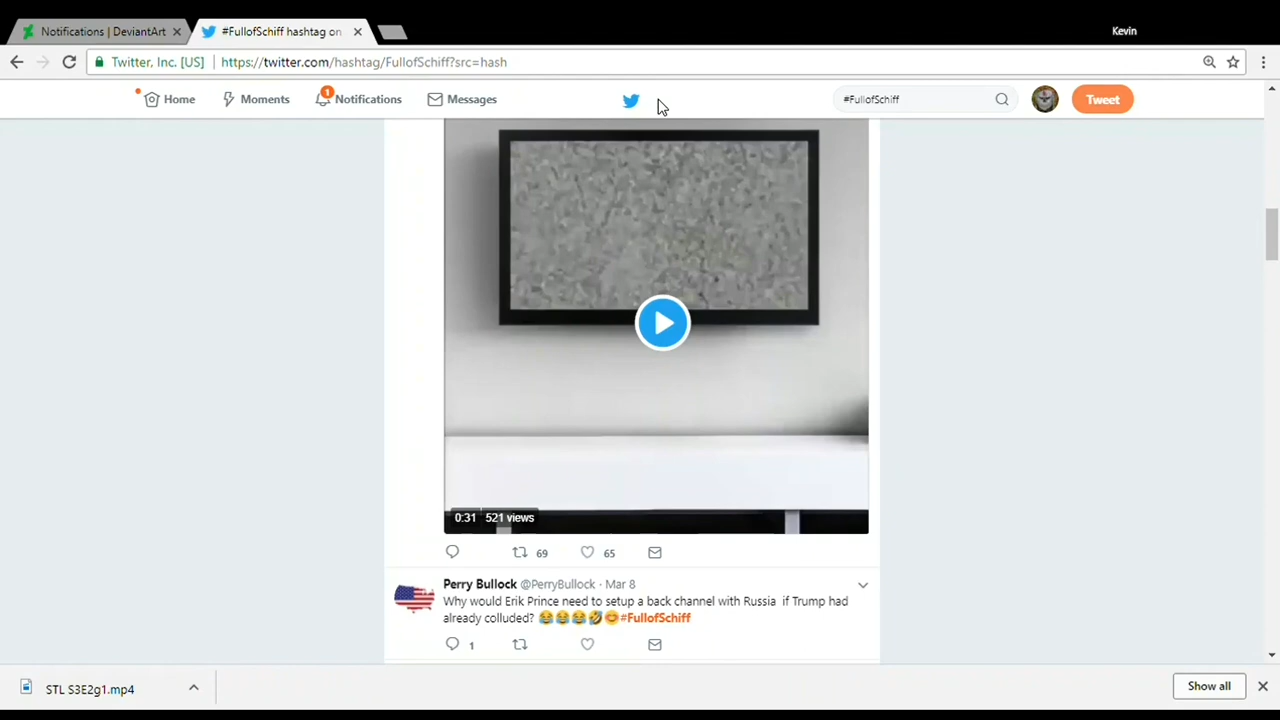 Notifications | DeviantArt
#FullofSchiff hashtag on
Kevin
Twitter, Inc. [US]
https://twitter.com/hashtag/FullofSchiff?src=hash
Home
Moments
1
Notifications
Messages
#FullofSchiff
Tweet
0:31 521 views
69
65
Perry Bullock @PerryBullock · Mar 8
Why would Erik Prince need to setup a back channel with Russia if Trump had
already colluded? 😂😂😂🤣😊#FullofSchiff
1
STL S3E2g1.mp4
Show all